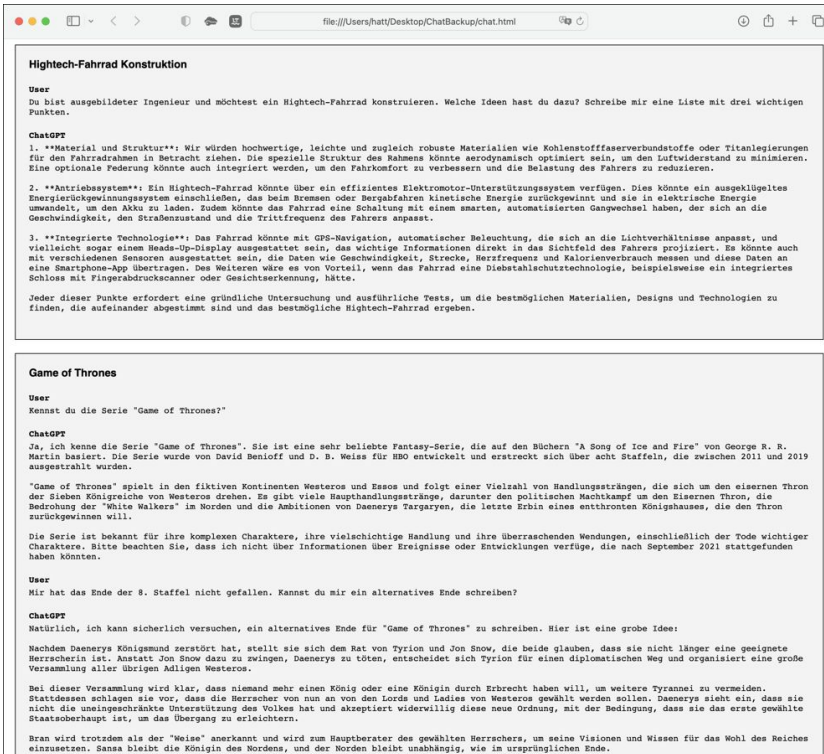 file:///Users/hatt/Desktop/ChatBackup/chat.html
Hightech-Fahrrad Konstruktion
User
Du bist ausgebildeter Ingenieur und möchtest ein Hightech-Fahrrad konstruieren. Welche Ideen hast du dazu? Schreibe mir eine Liste mit drei wichtigen
Punkten.
ChatGPT
1. **Material und Struktur**: Wir würden hochwertige, leichte und zugleich robuste Materialien wie Kohlenstofffaserverbundstoffe oder Titanlegierungen
für den Fahrradrahmen in Betracht ziehen. Die spezielle Struktur des Rahmens könnte aerodynamisch optimiert sein, um den Luftwiderstand zu minimieren.
Eine optionale Federung könnte auch integriert werden, um den Fahrkomfort zu verbessern und die Belastung des Fahrers zu reduzieren.
2. **Antriebssystem**: Ein Hightech-Fahrrad könnte über ein effizientes Elektromotor-Unterstützungssystem verfügen. Dies könnte ein ausgeklügeltes
Energierückgewinnungssystem einschließen, das beim Bremsen oder Bergabfahren kinetische Energie zurückgewinnt und sie in elektrische Energie
umwandelt, um den Akku zu laden. Zudem könnte das Fahrrad eine Schaltung mit einem smarten, automatisierten Gangwechsel haben, der sich an die
Geschwindigkeit, den Straßenzustand und die Trittfrequenz des Fahrers anpasst.
3. **Integrierte Technologie**: Das Fahrrad könnte mit GPS-Navigation, automatischer Beleuchtung, die sich an die Lichtverhältnisse anpasst, und
vielleicht sogar einem Heads-Up-Display ausgestattet sein, das wichtige Informationen direkt in das Sichtfeld des Fahrers projiziert. Es könnte auch
mit verschiedenen Sensoren ausgestattet sein, die Daten wie Geschwindigkeit, Strecke, Herzfrequenz und Kalorienverbrauch messen und diese Daten an
eine Smartphone-App übertragen. Des Weiteren wäre es von Vorteil, wenn das Fahrrad eine Diebstahlschutztechnologie, beispielsweise ein integriertes
Schloss mit Fingerabdruckscanner oder Gesichtserkennung, hätte.
Jeder dieser Punkte erfordert eine gründliche Untersuchung und ausführliche Tests, um die bestmöglichen Materialien, Designs und Technologien zu
finden, die aufeinander abgestimmt sind und das bestmögliche Hightech-Fahrrad ergeben.
Game of Thrones
User
Kennst du die Serie "Game of Thrones?"
ChatGPT
Ja, ich kenne die Serie "Game of Thrones". Sie ist eine sehr beliebte Fantasy-Serie, die auf den Büchern "A Song of Ice and Fire" von George R. R.
Martin basiert. Die Serie wurde von David Benioff und D. B. Weiss für HBO entwickelt und erstreckt sich über acht Staffeln, die zwischen 2011 und 2019
ausgestrahlt wurden.
"Game of Thrones" spielt in den fiktiven Kontinenten Westeros und Essos und folgt einer Vielzahl von Handlungssträngen, die sich um den eisernen Thron
der Sieben Königreiche von Westeros drehen. Es gibt viele Haupthandlungsstränge, darunter den politischen Machtkampf um den Eisernen Thron, die
Bedrohung der "White Walkers" im Norden und die Ambitionen von Daenerys Targaryen, die letzte Erbin eines entthronten Königshauses, die den Thron
zurückgewinnen will.
Die Serie ist bekannt für ihre komplexen Charaktere, ihre vielschichtige Handlung und ihre überraschenden Wendungen, einschließlich der Tode wichtiger
Charaktere. Bitte beachten Sie, dass ich nicht über Informationen über Ereignisse oder Entwicklungen verfüge, die nach September 2021 stattgefunden
haben könnten.
User
Mir hat das Ende der 8. Staffel nicht gefallen. Kannst du mir ein alternatives Ende schreiben?
ChatGPT
Natürlich, ich kann sicherlich versuchen, ein alternatives Ende für "Game of Thrones" zu schreiben. Hier ist eine grobe Idee:
Nachdem Daenerys Königsmund zerstört hat, stellt sie sich dem Rat von Tyrion und Jon Snow, die beide glauben, dass sie nicht länger eine geeignete
Herrscherin ist. Anstatt Jon Snow dazu zu zwingen, Daenerys zu töten, entscheidet sich Tyrion für einen diplomatischen Weg und organisiert eine große
Versammlung aller übrigen Adligen Westeros.
Bei dieser Versammlung wird klar, dass niemand mehr einen König oder eine Königin durch Erbrecht haben will, um weitere Tyrannei zu vermeiden.
Stattdessen schlagen sie vor, dass die Herrscher von nun an von den Lords und Ladies von Westeros gewählt werden sollen. Daenerys sieht ein, dass sie
nicht die uneingeschränkte Unterstützung des Volkes hat und akzeptiert widerwillig diese neue Ordnung, mit der Bedingung, dass sie das erste gewählte
Staatsoberhaupt ist, um das Übergang zu erleichtern.
Bran wird trotzdem als der "Weise" anerkannt und wird zum Hauptberater des gewählten Herrschers, um seine Visionen und Wissen für das Wohl des Reiches
einzusetzen. Sansa bleibt die Königin des Nordens, und der Norden bleibt unabhängig, wie im ursprünglichen Ende.